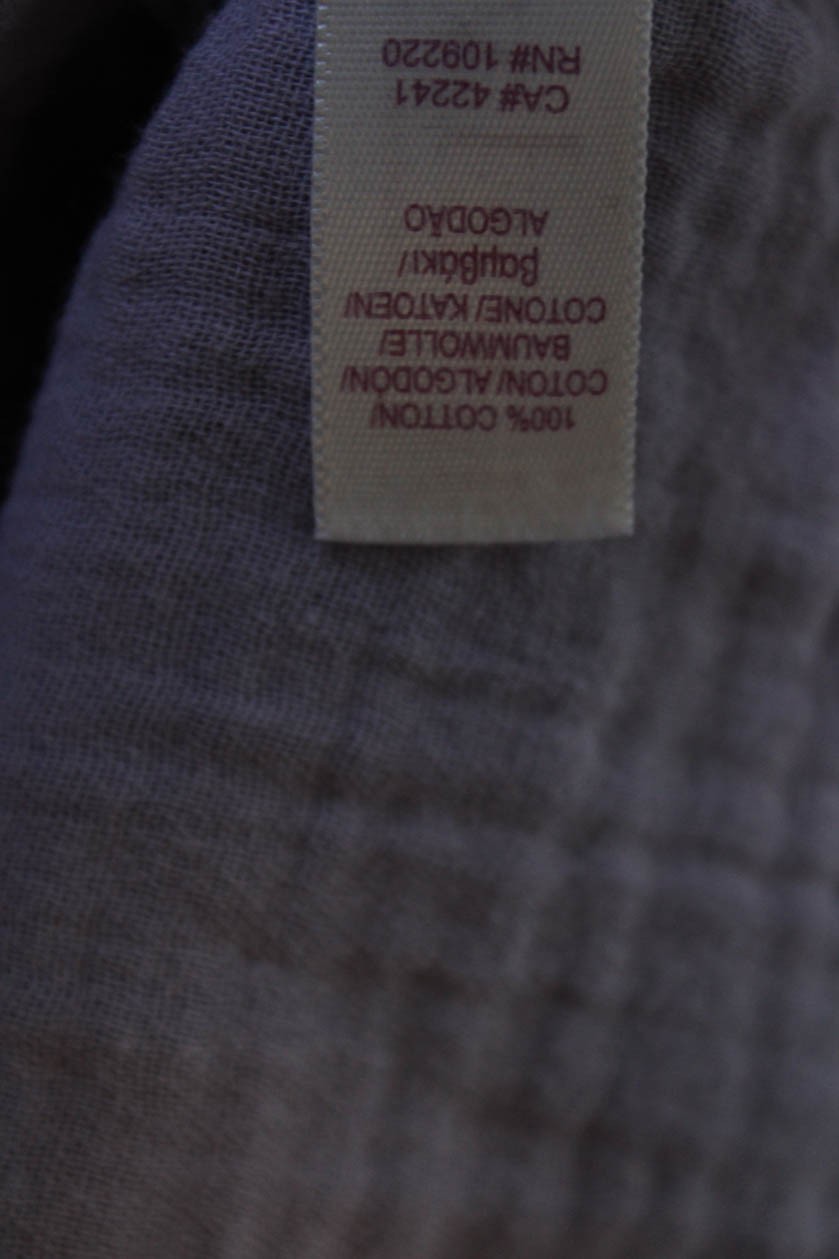 100% COTTON/
COTON/ ALGODÓN/
BAUMWOLLE/
COTONE/ KATOEN/
βαμβάκι/
ALGODÃO
CA# 42241
RN# 109220